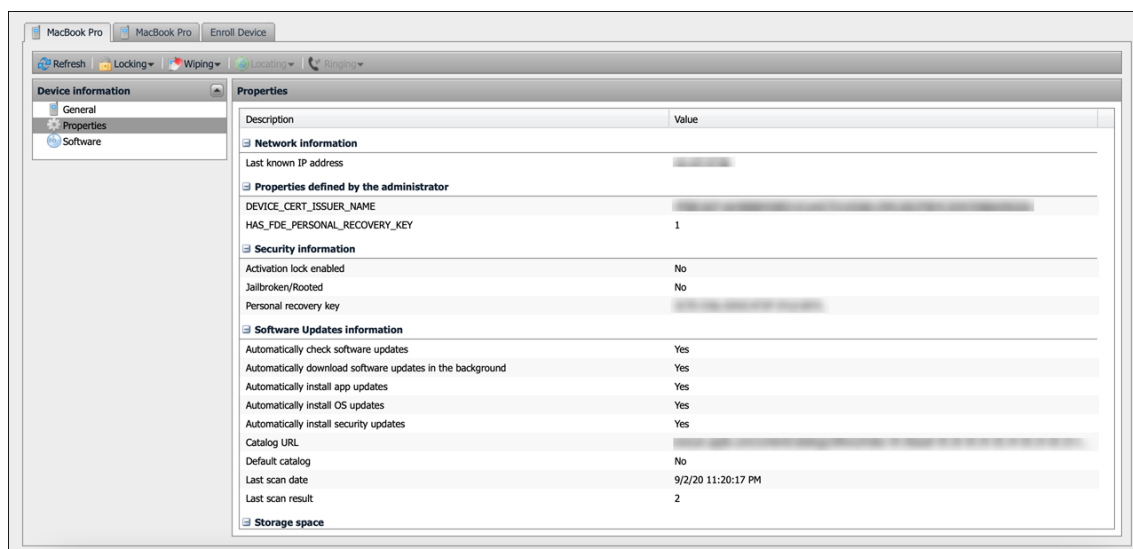 MacBook Pro MacBook Pro Enroll Device
Refresh Locking Wiping Locating Ringing
Device information
General
Properties
Software
Properties
Description Value
Network information
Last known IP address
Properties defined by the administrator
DEVICE_CERT_ISSUER_NAME
HAS_FDE_PERSONAL_RECOVERY_KEY 1
Security information
Activation lock enabled No
Jailbroken/Rooted No
Personal recovery key
Software Updates information
Automatically check software updates Yes
Automatically download software updates in the background Yes
Automatically install app updates Yes
Automatically install OS updates Yes
Automatically install security updates Yes
Catalog URL
Default catalog No
Last scan date 9/2/20 11:20:17 PM
Last scan result 2
Storage space